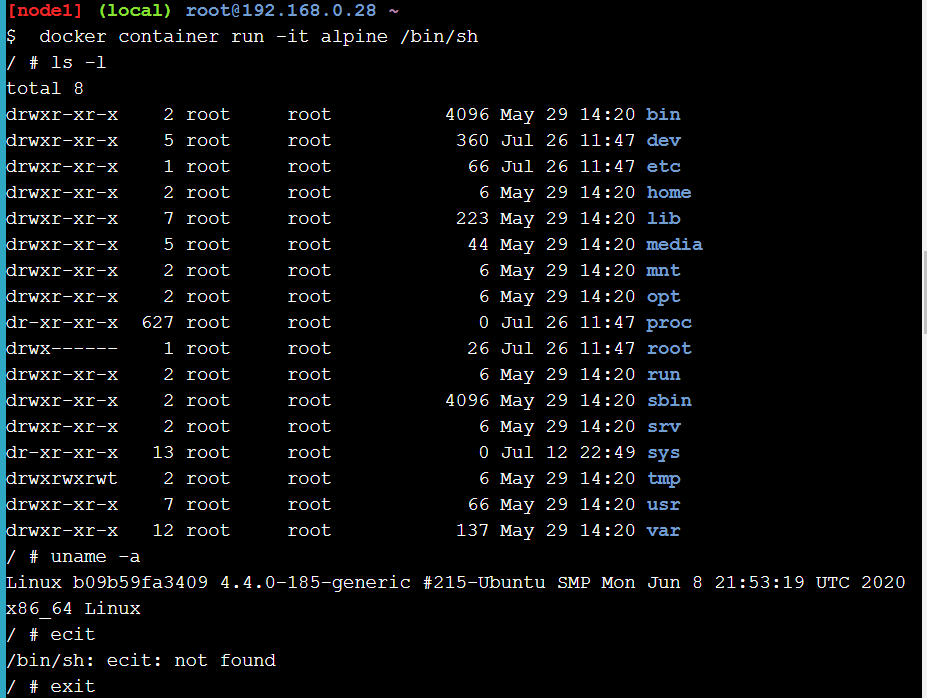 [node1] (local) root@192.168.0.28 ~
$  docker container run -it alpine /bin/sh
/ # ls -l
total 8
drwxr-xr-x    2 root     root          4096 May 29 14:20 bin
drwxr-xr-x    5 root     root           360 Jul 26 11:47 dev
drwxr-xr-x    1 root     root            66 Jul 26 11:47 etc
drwxr-xr-x    2 root     root             6 May 29 14:20 home
drwxr-xr-x    7 root     root           223 May 29 14:20 lib
drwxr-xr-x    5 root     root            44 May 29 14:20 media
drwxr-xr-x    2 root     root             6 May 29 14:20 mnt
drwxr-xr-x    2 root     root             6 May 29 14:20 opt
dr-xr-xr-x  627 root     root             0 Jul 26 11:47 proc
drwx------    1 root     root            26 Jul 26 11:47 root
drwxr-xr-x    2 root     root             6 May 29 14:20 run
drwxr-xr-x    2 root     root          4096 May 29 14:20 sbin
drwxr-xr-x    2 root     root             6 May 29 14:20 srv
dr-xr-xr-x   13 root     root             0 Jul 12 22:49 sys
drwxrwxrwt    2 root     root             6 May 29 14:20 tmp
drwxr-xr-x    7 root     root            66 May 29 14:20 usr
drwxr-xr-x   12 root     root           137 May 29 14:20 var
/ # uname -a
Linux b09b59fa3409 4.4.0-185-generic #215-Ubuntu SMP Mon Jun 8 21:53:19 UTC 2020
x86_64 Linux
/ # ecit
/bin/sh: ecit: not found
/ # exit